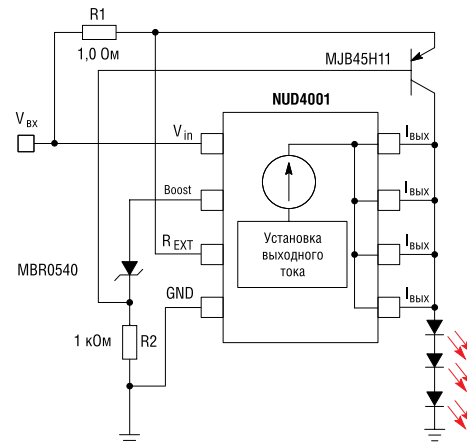 R1
1,0 Ом
MJB45H11
NUD4001
Vвх
Vin
Iвых
Boost
Iвых
REXT
Установка
выходного
тока
Iвых
MBR0540
GND
Iвых
1 кОм
R2